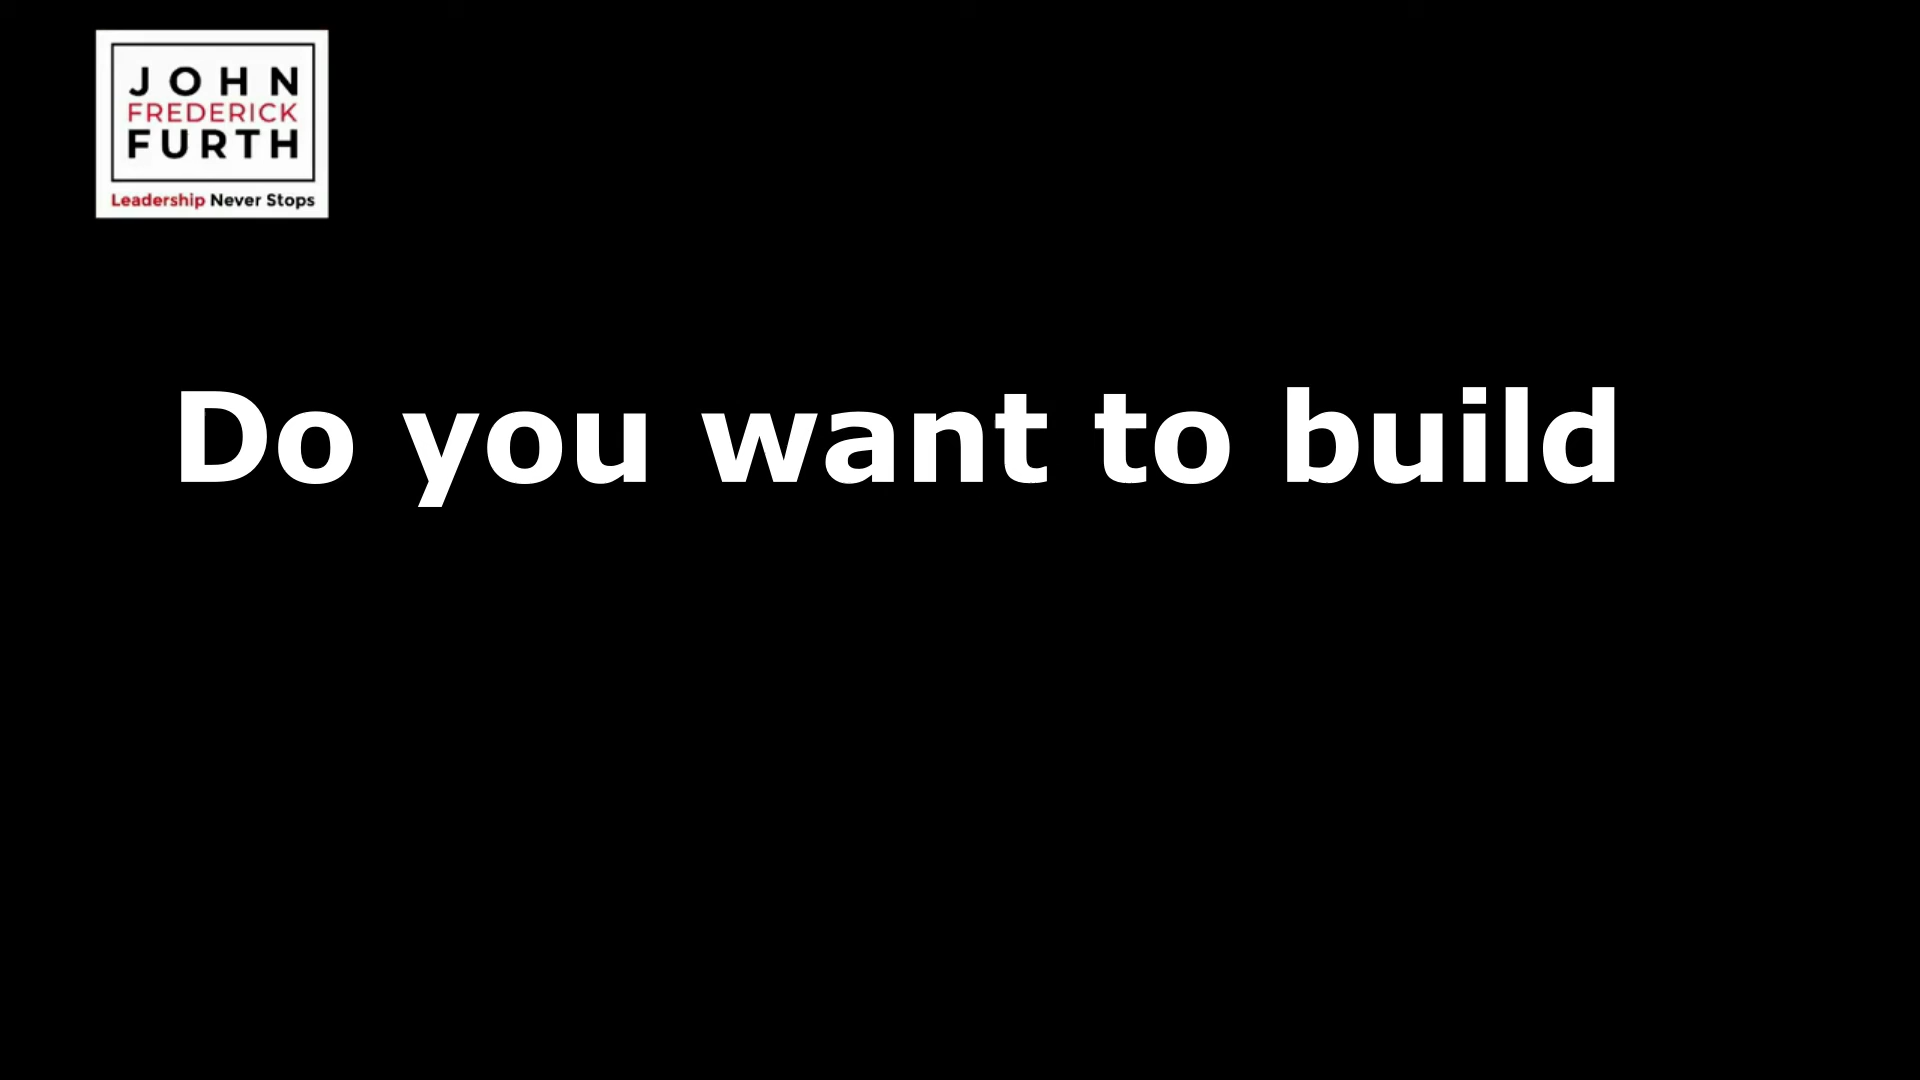 JOHN
FREDERICK
FURTH
Leadership Never Stops
Do you want to build